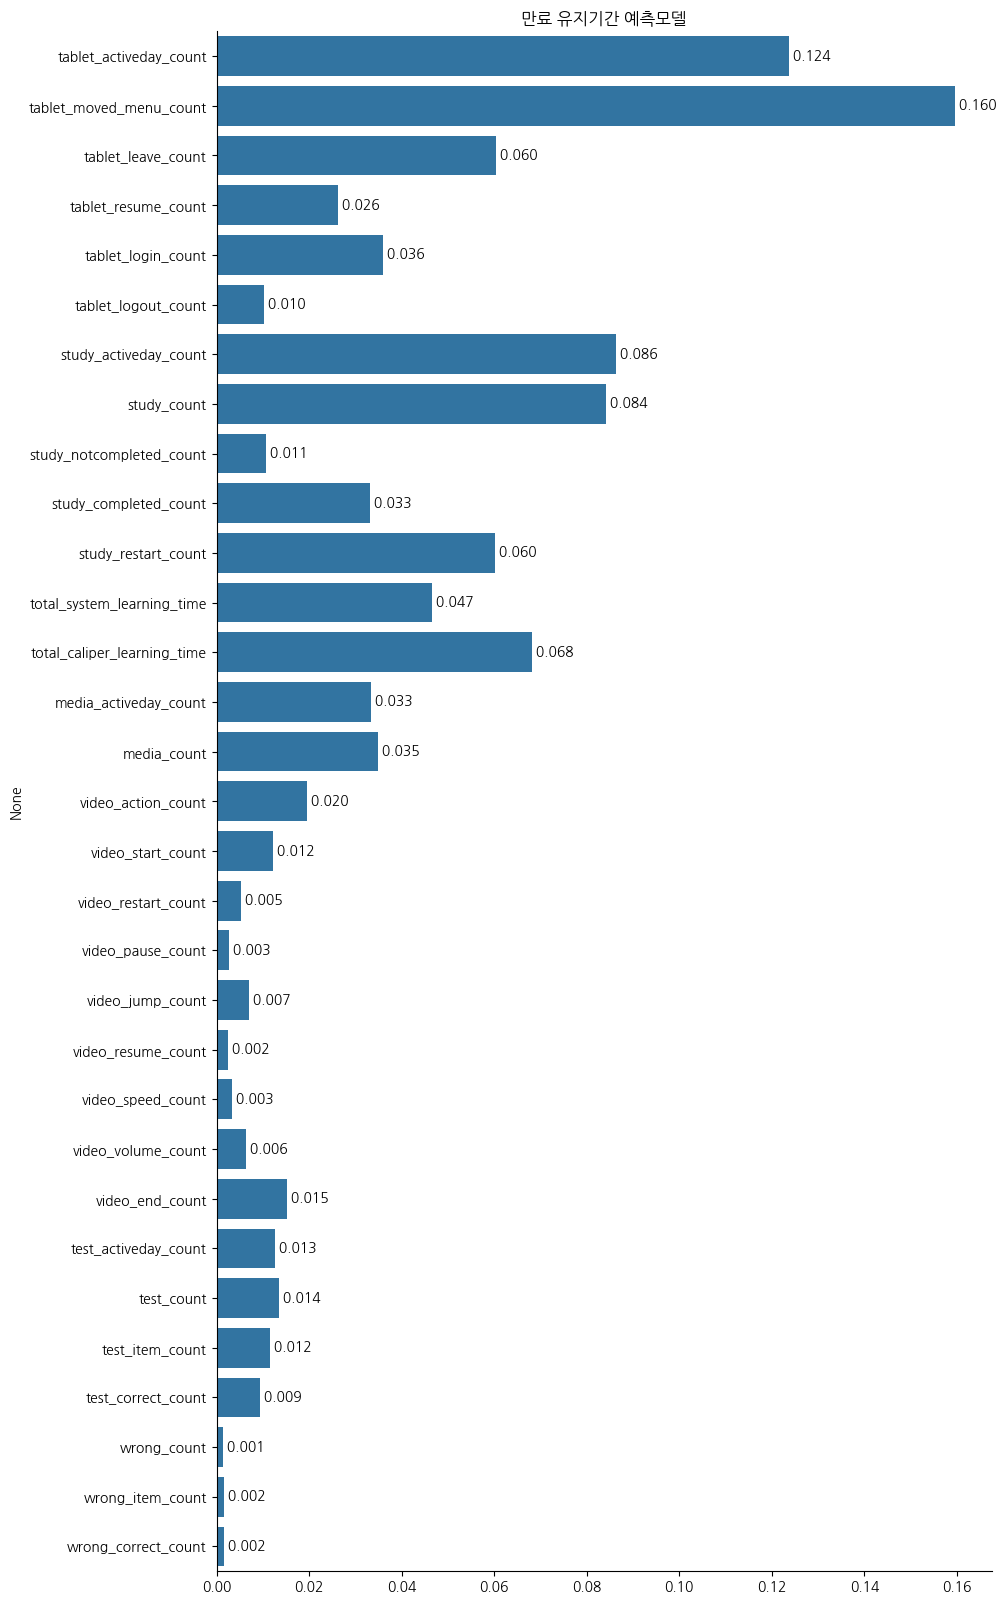 만료 유지기간 예측모델
tablet_activeday_count 0.124
tablet_moved_menu_count 0.160
tablet_leave_count 0.060
tablet_resume_count 0.026
tablet_login_count 0.036
tablet_logout_count 0.010
study_activeday_count 0.086
study_count 0.084
study_notcompleted_count 0.011
study_completed_count 0.033
study_restart_count 0.060
total_system_learning_time 0.047
total_caliper_learning_time 0.068
media_activeday_count 0.033
media_count 0.035
None
video_action_count 0.020
video_start_count 0.012
video_restart_count 0.005
video_pause_count 0.003
video_jump_count 0.007
video_resume_count 0.002
video_speed_count 0.003
video_volume_count 0.006
video_end_count 0.015
test_activeday_count 0.013
test_count 0.014
test_item_count 0.012
test_correct_count 0.009
wrong_count 0.001
wrong_item_count 0.002
wrong_correct_count 0.002
0.00 0.02 0.04 0.06 0.08 0.10 0.12 0.14 0.16